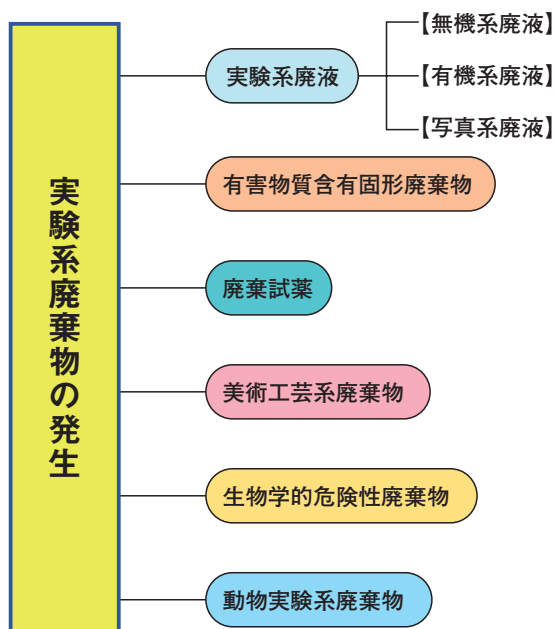 実験系廃棄物の発生
実験系廃液
【無機系廃液】
【有機系廃液】
【写真系廃液】
有害物質含有固形廃棄物
廃棄試薬
美術工芸系廃棄物
生物学的危険性廃棄物
動物実験系廃棄物